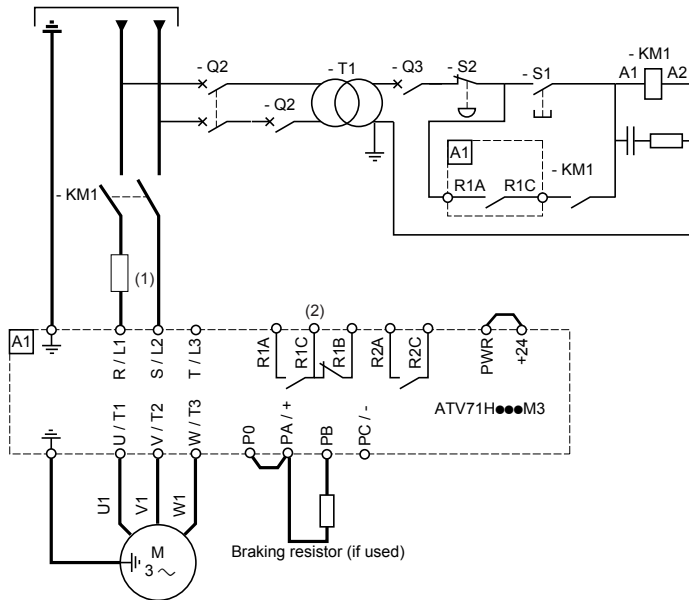 - Q2
- T1
- Q3
- S2
- S1
- KM1
A1 A2
- Q2
A1
R1A R1C
- KM1
- KM1
(1)
(2)
A1
R / L1
S / L2
T / L3
R1A
R1C
R1B
R2A
R2C
PWR
+24
ATV71H●●●M3
U / T1
V / T2
W / T3
P0
PA / +
PB
PC / -
U1
V1
W1
M
3 ~
Braking resistor (if used)